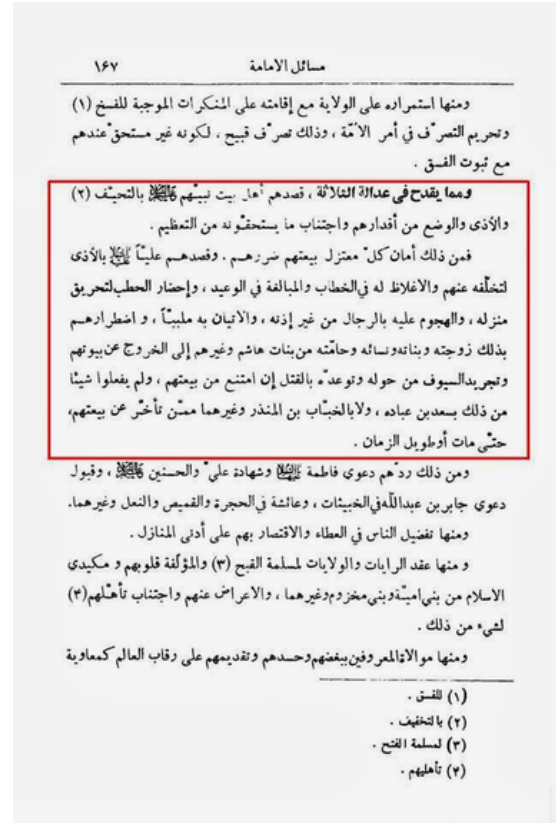 مسائل الامامة ١۶٧
ومنها استمراره على الولاية مع إقامته على المنكرات الموجبة للفسخ (١)
وتحريم التصرّف في أمر الأمّة ، وذلك تصرّف قبيح ، لكونه غير مستحقّ عندهم
مع ثبوت الفسق .
ومما يقدح في عدالة الثلاثة ، قصدهم أهل بيت نبيّهم عليهم السلام بالتحيّف (٢)
والأذى والوضع من أقدارهم واجتناب ما يستحقّونه من التعظيم .
فمن ذلك أمان كلّ معتزل بيعتهم ضررهم . وقصدهم عليّاً عليه السلام بالأذى
لتخلّفه عنهم والأغلاظ له في الخطاب والمبالغة في الوعيد ، وإحضار الحطب لتحريق
منزله ، والهجوم عليه بالرجال من غير إذنه ، والاتيان به ملبّباً ، و اضطرارهم
بذلك زوجته وبناته ونسائه وحامّته من بنات هاشم وغيرهم إلى الخروج عن بيوتهم
وتجريد السيوف من حوله وتوعدّه بالقتل إن امتنع من بيعتهم ، ولم يفعلوا شيئا
من ذلك بسعد بن عباده ، ولا بالخبّاب بن المنذر وغيرهما ممّن تأخّر عن بيعتهم،
حتّى مات أو طويل الزمان .
ومن ذلك ردّهم دعوى فاطمة عليها السلام وشهادة عليّ والحسنين عليهم السلام ، وقبول
دعوى جابر بن عبدالله في الخبيثات ، وعائشة في الحجرة والقميص والنعل وغيرهما.
ومنها تفضيل الناس في العطاء والاقتصار بهم على أدنى المنازل .
و منها عقد الرايات والولايات لمسلمة القبح (٣) والمؤلّفة قلوبهم و مكيدي
الاسلام من بني اميّة وبني مخزوم وغيرهما ، والاعراض عنهم واجتناب تأهّلهم (۴)
لشيء من ذلك .
ومنها موالاة المعروفين ببغضهم وحسدهم وتقديمهم على رقاب العالم كمعاوية
(١) للفسق .
(٢) بالتخفيف .
(٣) لمسلمة الفتح .
(۴) تأهليهم .